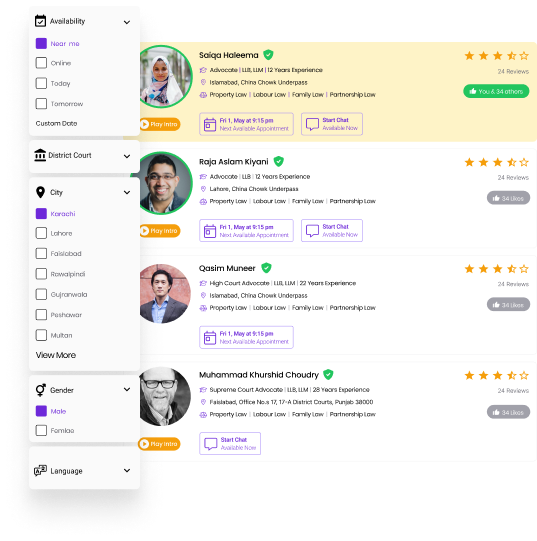 Availability
Near me
Online
Today
Tomorrow
Custom Date
District Court
City
Karachi
Lahore
Faislabad
Rawalpindi
Gujranwala
Peshawar
Multan
View More
Gender
Male
Femlae
Language
Saiqa Haleema
Advocate | LLB, LLM | 12 Years Experience
Islamabad, China Chowk Underpass
Property Law | Labour Law | Family Law | Partnership Law
24 Reviews
You & 34 others
Play Intro
Fri 1, May at 9:15 pm
Next Available Appointment
Start Chat
Available Now
Raja Aslam Kiyani
Advocate | LLB | 12 Years Experience
Lahore, China Chowk Underpass
Property Law | Labour Law | Family Law | Partnership Law
24 Reviews
34 Likes
Play Intro
Fri 1, May at 9:15 pm
Next Available Appointment
Start Chat
Available Now
Qasim Muneer
High Court Advocate | LLB, LLM | 22 Years Experience
Islamabad, China Chowk Underpass
Property Law | Labour Law | Family Law | Partnership Law
24 Reviews
34 Likes
Fri 1, May at 9:15 pm
Next Available Appointment
Muhammad Khurshid Choudry
Supreme Court Advocate | LLB, LLM | 28 Years Experience
Faislabad, Office No.s 17, 17-A District Courts, Punjab 38000
Property Law | Labour Law | Family Law | Partnership Law
24 Reviews
34 Likes
Play Intro
Start Chat
Available Now